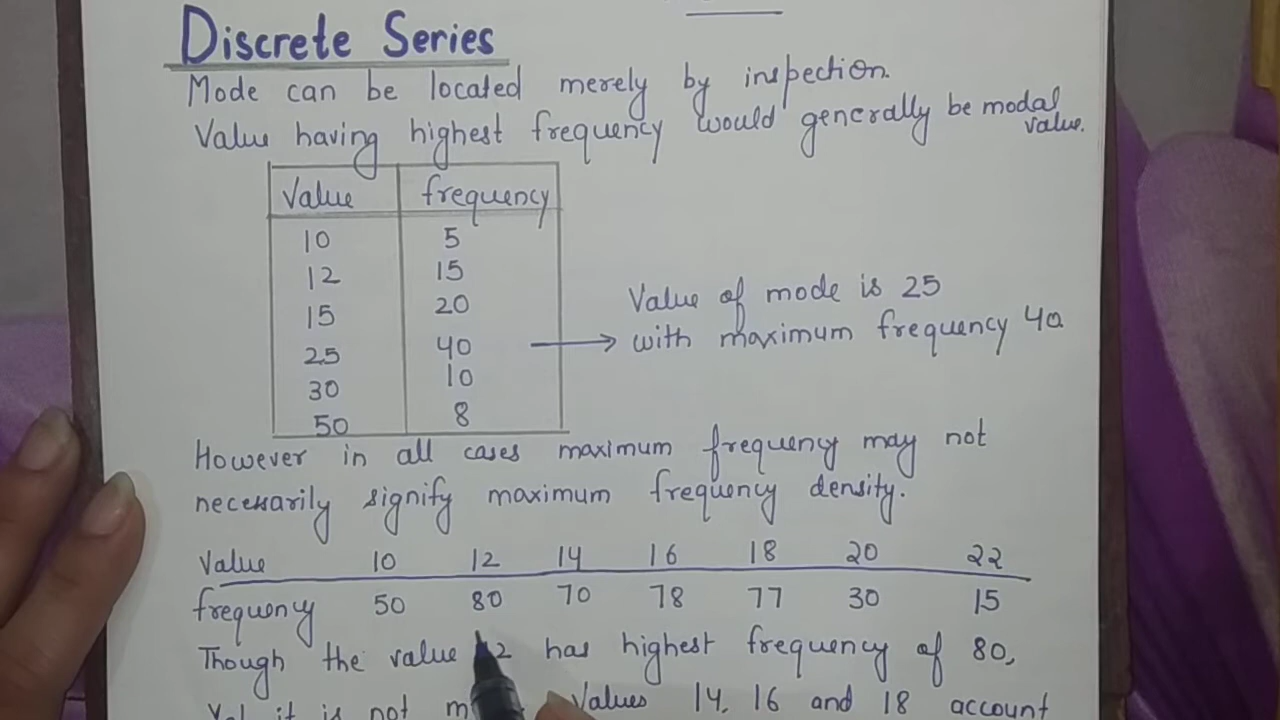 Discrete Series
Mode can be located merely by inspection.
Value having highest frequency would generally be modal value.
Value frequency
10 5
12 15
15 20
25 40
30 10
50 8
Value of mode is 25
with maximum frequency 40
However in all cases maximum frequency may not
necessarily signify maximum frequency density.
Value 10 12 14 16 18 20 22
frequency 50 80 70 78 77 30 15
Though the value 12 has highest frequency of 80,
it is not Values 14, 16 and 18 account